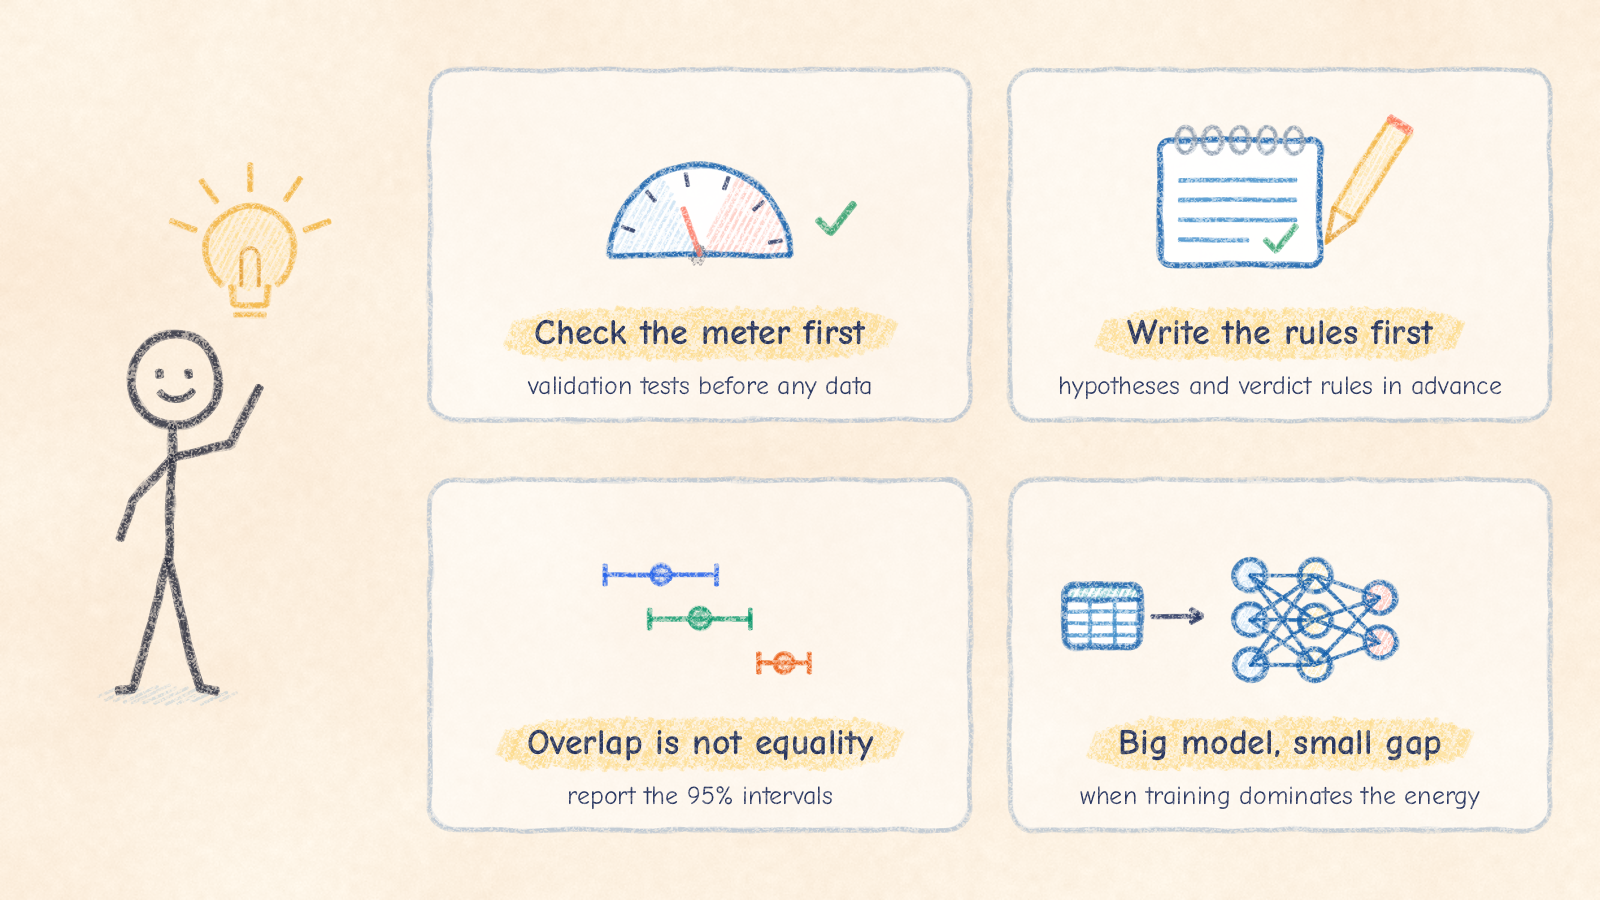 Check the meter first
validation tests before any data
Write the rules first
hypotheses and verdict rules in advance
Overlap is not equality
report the 95% intervals
Big model, small gap
when training dominates the energy